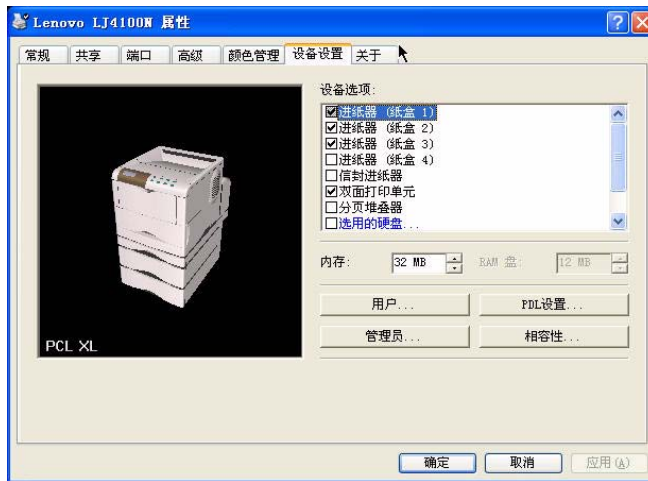 Lenovo LJ4100N 属性
常规 共享 端口 高级 颜色管理 设备设置 关于
设备选项:
进纸器 (纸盒 1)
进纸器 (纸盒 2)
进纸器 (纸盒 3)
进纸器 (纸盒 4)
信封进纸器
双面打印单元
分页堆叠器
选用的硬盘...
内存: 32 MB RAM 盘: 12 MB
用户... PDL设置...
管理员... 相容性...
PCL XL
确定 取消 应用(A)